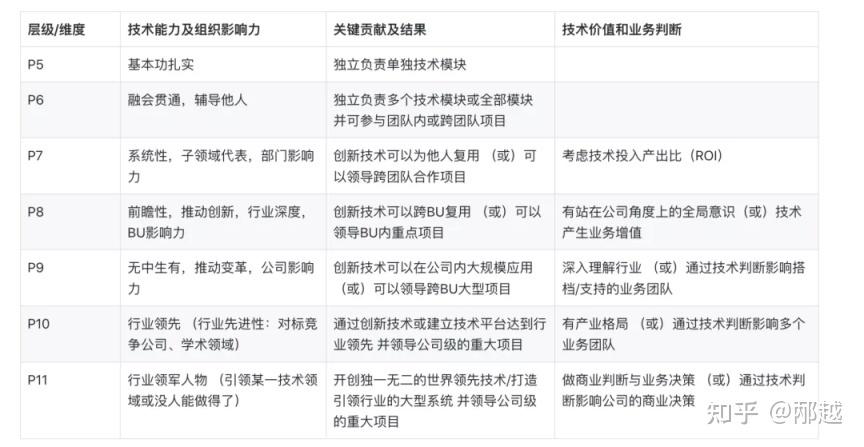 层级/维度 技术能力及组织影响力 关键贡献及结果 技术价值和业务判断
P5 基本功扎实 独立负责单独技术模块
P6 融会贯通，辅导他人 独立负责多个技术模块或全部模块
并可参与团队内或跨团队项目
P7 系统性，子领域代表，部门影响
力 创新技术可以为他人复用 （或）可
以领导跨团队合作项目 考虑技术投入产出比（ROI）
P8 前瞻性，推动创新，行业深度，
BU影响力 创新技术可以跨BU复用 （或）可以
领导BU内重点项目 有站在公司角度上的全局意识（或）技术
产生业务增值
P9 无中生有，推动变革，公司影响
力 创新技术可以在公司内大规模应用
（或）可以领导跨BU大型项目 深入理解行业 （或）通过技术判断影响搭
档/支持的业务团队
P10 行业领先 （行业先进性：对标竞
争公司、学术领域） 通过创新技术或建立技术平台达到行
业领先 并领导公司级的重大项目 有产业格局 （或）通过技术判断影响多个
业务团队
P11 行业领军人物 （引领某一技术领
域或没人能做得了） 开创独一无二的世界领先技术/打造
引领行业的大型系统 并领导公司级
的重大项目 做商业判断与业务决策 （或）通过技术判
断影响公司的商业决策
知乎 @邴越